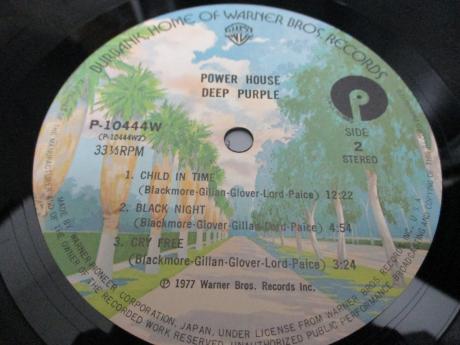 BURBANK, HOME OF WARNER BROS. RECORDS
POWER HOUSE
DEEP PURPLE
P-10444W
(P-10444W2)
33⅓RPM
P
SIDE
2
STEREO
1. CHILD IN TIME
(Blackmore-Gillan-Glover-Lord-Paice) 12:22
2. BLACK NIGHT
(Blackmore-Glover-Gillan-Lord-Paice) 4:54
3. CRY FREE
(Blackmore-Gillan-Glover-Lord-Paice) 3:24
℗ 1977 Warner Bros. Records Inc.
MADE BY WARNER-PIONEER CORPORATION, JAPAN, UNDER LICENSE FROM WARNER BROS. RECORDS INC. U.S.A.
OF THE RECORDED WORK RESERVED. UNAUTHORIZED PUBLIC PERFORMANCE, BROADCASTING AND COPYING OF